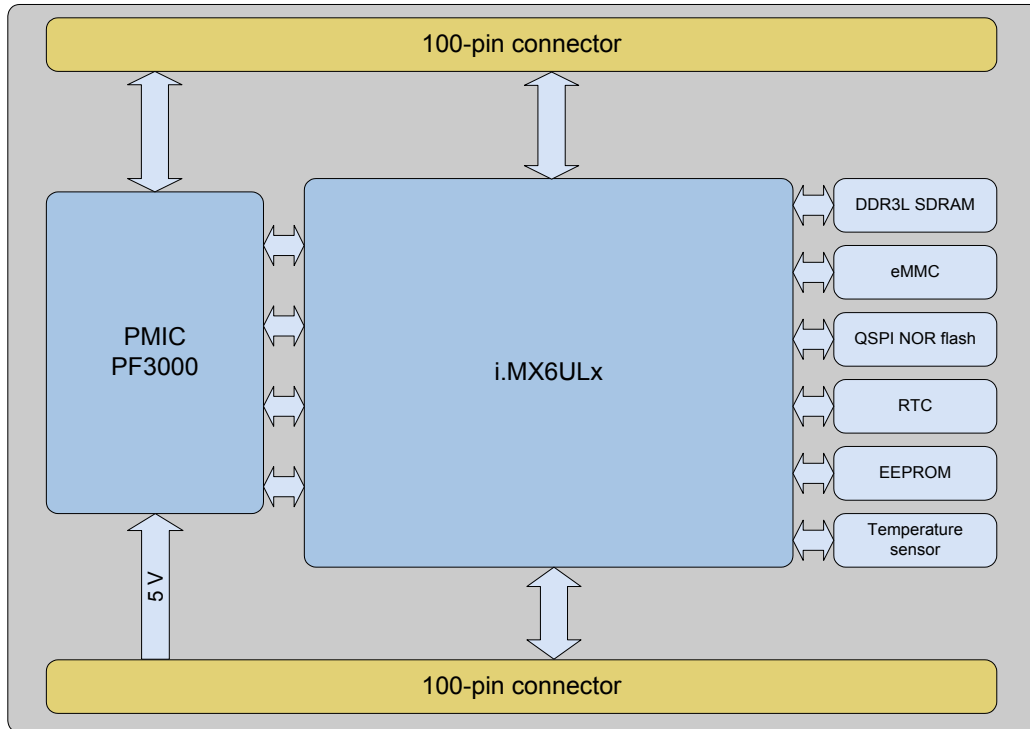 100-pin connector
DDR3L SDRAM
eMMC
PMIC
PF3000
i.MX6ULx
QSPI NOR flash
RTC
EEPROM
Temperature
sensor
5 V
100-pin connector